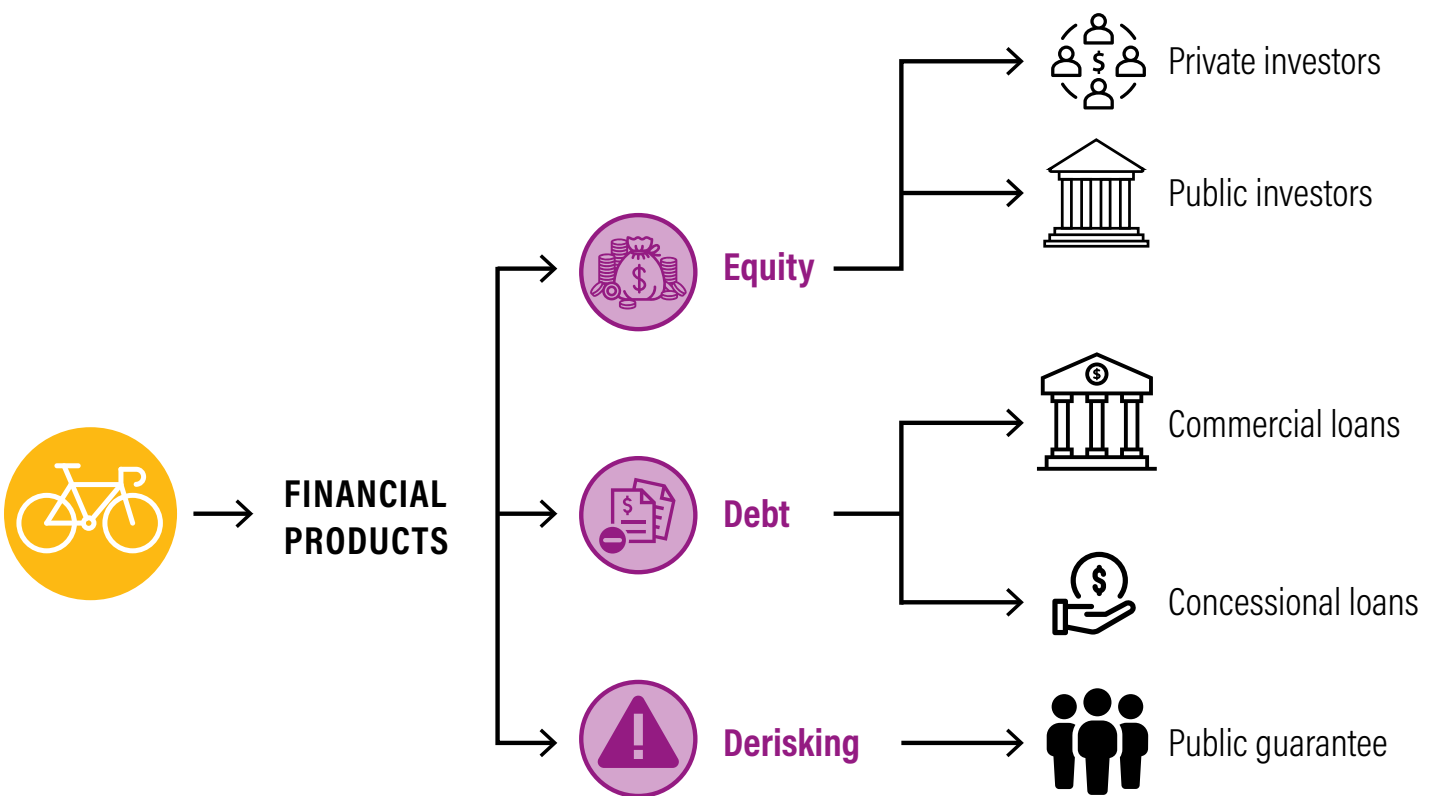 FINANCIAL
PRODUCTS
Equity
Private investors
Public investors
Debt
Commercial loans
Concessional loans
Derisking
Public guarantee
$
$
$
$
$